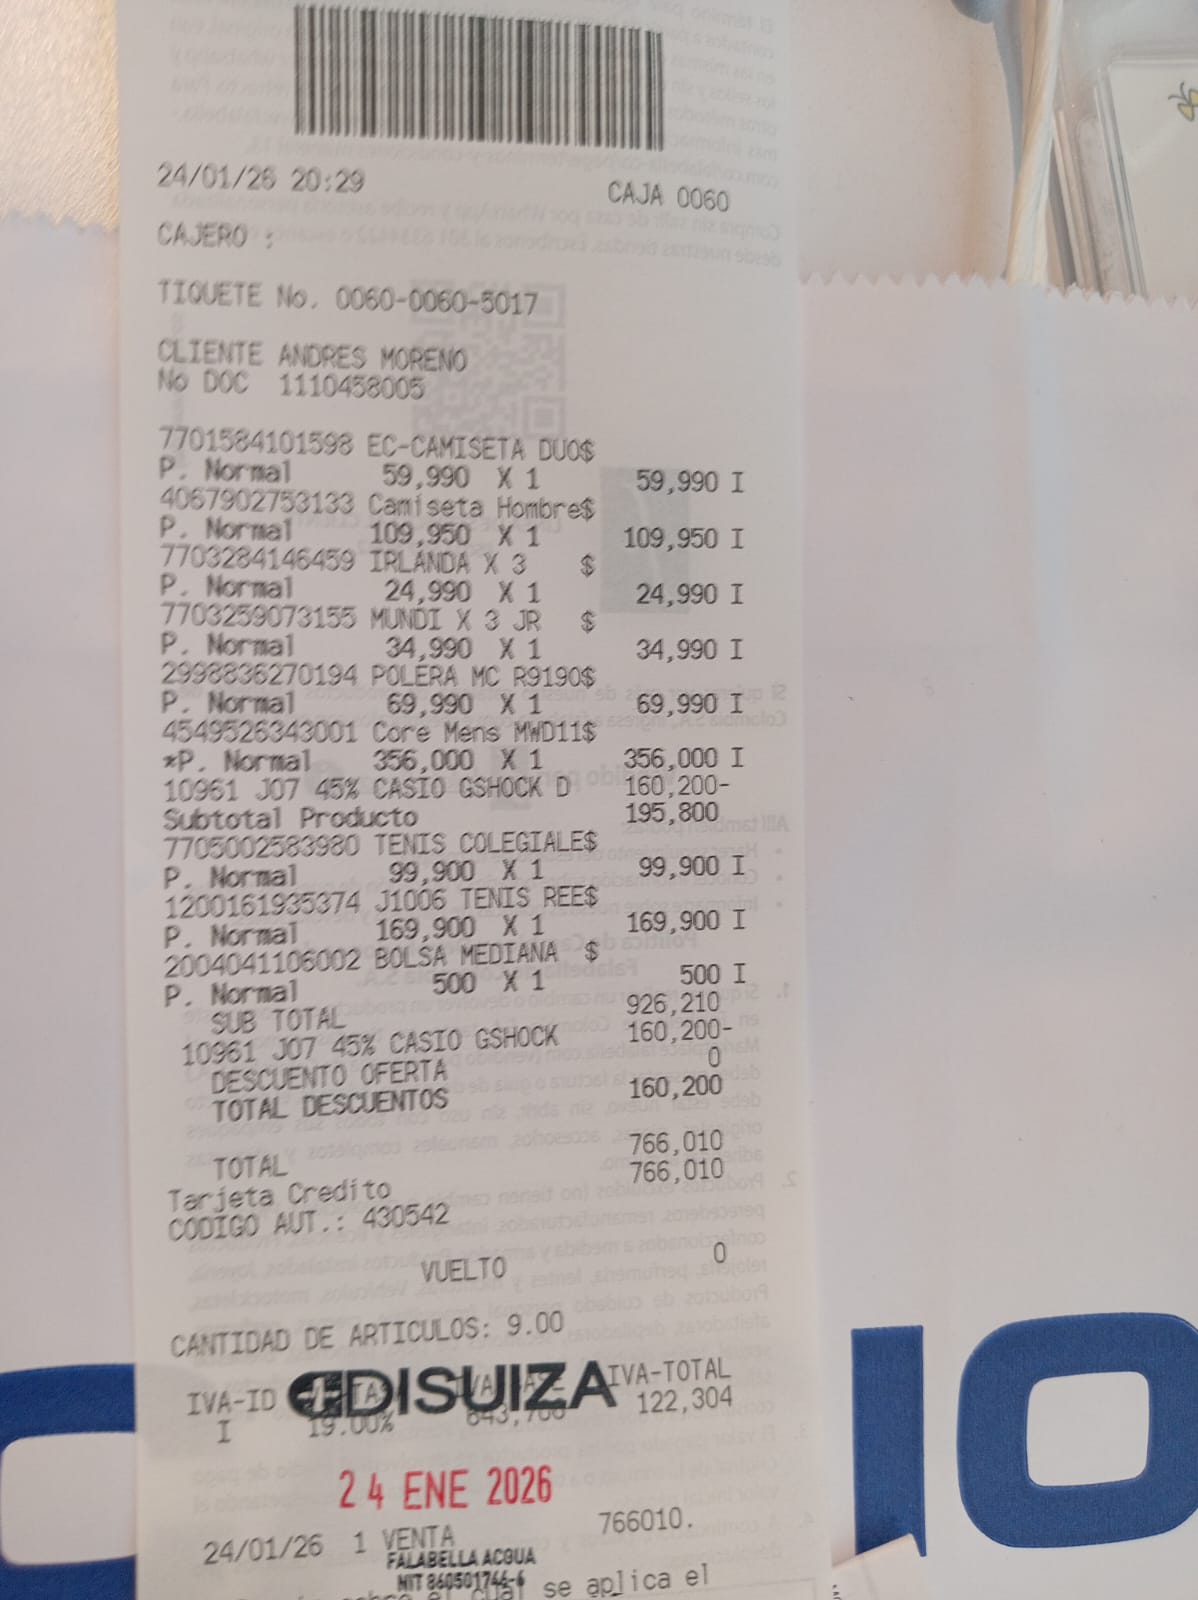 24/01/26 20:29 CAJA 0060
CAJERO :
TIQUETE No. 0060-0060-5017
CLIENTE ANDRES MORENO
No DOC 1110458005
7701584101598 EC-CAMISETA DUO$
P. Normal 59,990 X 1 59,990 I
4067902753133 Camiseta Hombre$
P. Normal 109,950 X 1 109,950 I
7703284146459 IRLANDA X 3 $
P. Normal 24,990 X 1 24,990 I
7703259073155 MUNDI X 3 JR $
P. Normal 34,990 X 1 34,990 I
2998836270194 POLERA MC R9190$
P. Normal 69,990 X 1 69,990 I
4549526343001 Core Mens MWD11$
*P. Normal 356,000 X 1 356,000 I
10961 J07 45% CASIO GSHOCK D 160,200-
Subtotal Producto 195,800
7705002583980 TENIS COLEGIALE$
P. Normal 99,900 X 1 99,900 I
1200161935374 J1006 TENIS REE$
P. Normal 169,900 X 1 169,900 I
2004041106002 BOLSA MEDIANA $
P. Normal 500 X 1 500 I
SUB TOTAL 926,210
10961 J07 45% CASIO GSHOCK 160,200-
DESCUENTO OFERTA 0
TOTAL DESCUENTOS 160,200
TOTAL 766,010
Tarjeta Credito 766,010
CODIGO AUT.: 430542
VUELTO 0
CANTIDAD DE ARTICULOS: 9.00
IVA-ID IVA-TOTAL
DISUIZA
I 19.00% 643,706 122,304
24 ENE 2026
24/01/26 1 VENTA 766010.
FALABELLA ACQUA
NIT 860501746-6
el cual se aplica el
IO